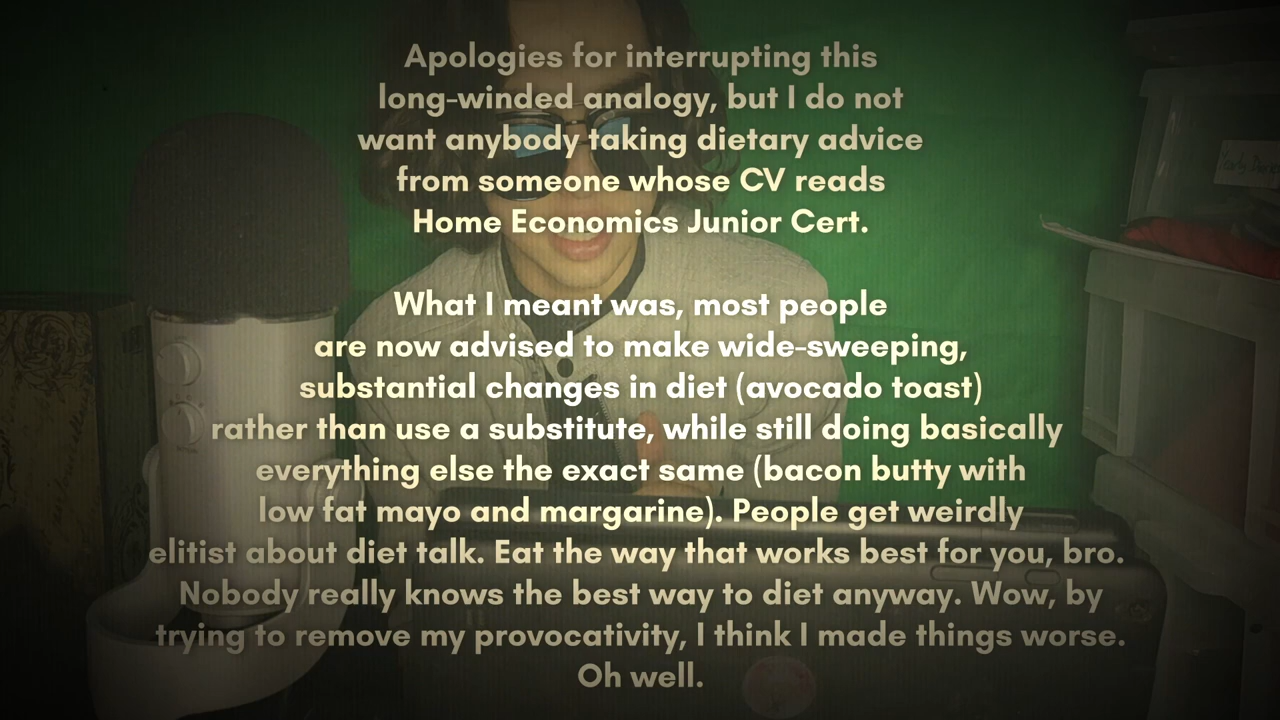 Apologies for interrupting this
long-winded analogy, but I do not
want anybody taking dietary advice
from someone whose CV reads
Home Economics Junior Cert.
What I meant was, most people
are now advised to make wide-sweeping,
substantial changes in diet (avocado toast)
rather than use a substitute, while still doing basically
everything else the exact same (bacon butty with
low fat mayo and margarine). People get weirdly
elitist about diet talk. Eat the way that works best for you, bro.
Nobody really knows the best way to diet anyway. Wow, by
trying to remove my provocativity, I think I made things worse.
Oh well.